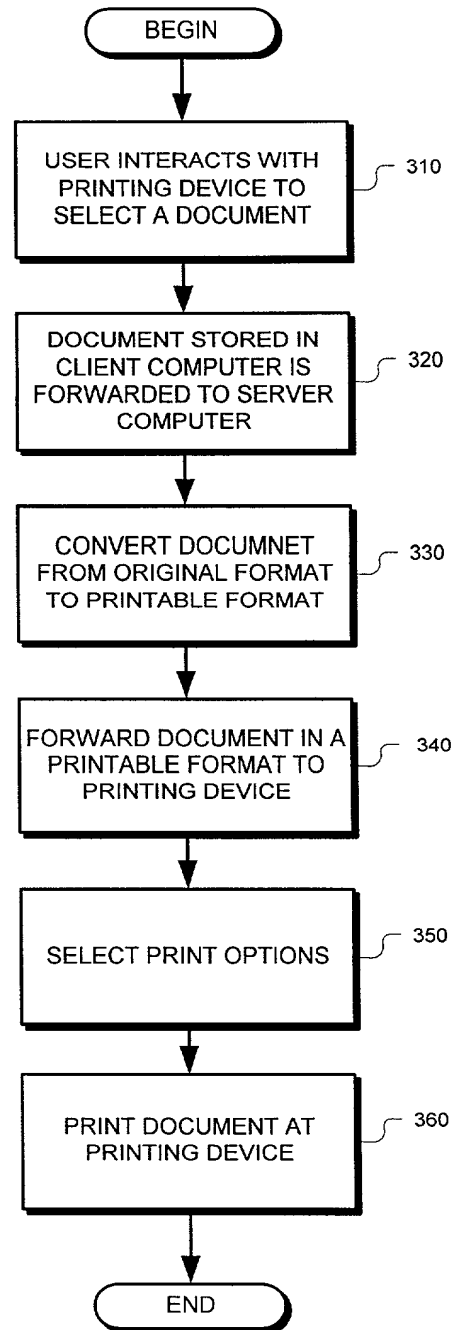 BEGIN
USER INTERACTS WITH
PRINTING DEVICE TO
SELECT A DOCUMENT
310
DOCUMENT STORED IN
CLIENT COMPUTER IS
FORWARDED TO SERVER
COMPUTER
320
CONVERT DOCUMNET
FROM ORIGINAL FORMAT
TO PRINTABLE FORMAT
330
FORWARD DOCUMENT IN A
PRINTABLE FORMAT TO
PRINTING DEVICE
340
SELECT PRINT OPTIONS
350
PRINT DOCUMENT AT
PRINTING DEVICE
360
END